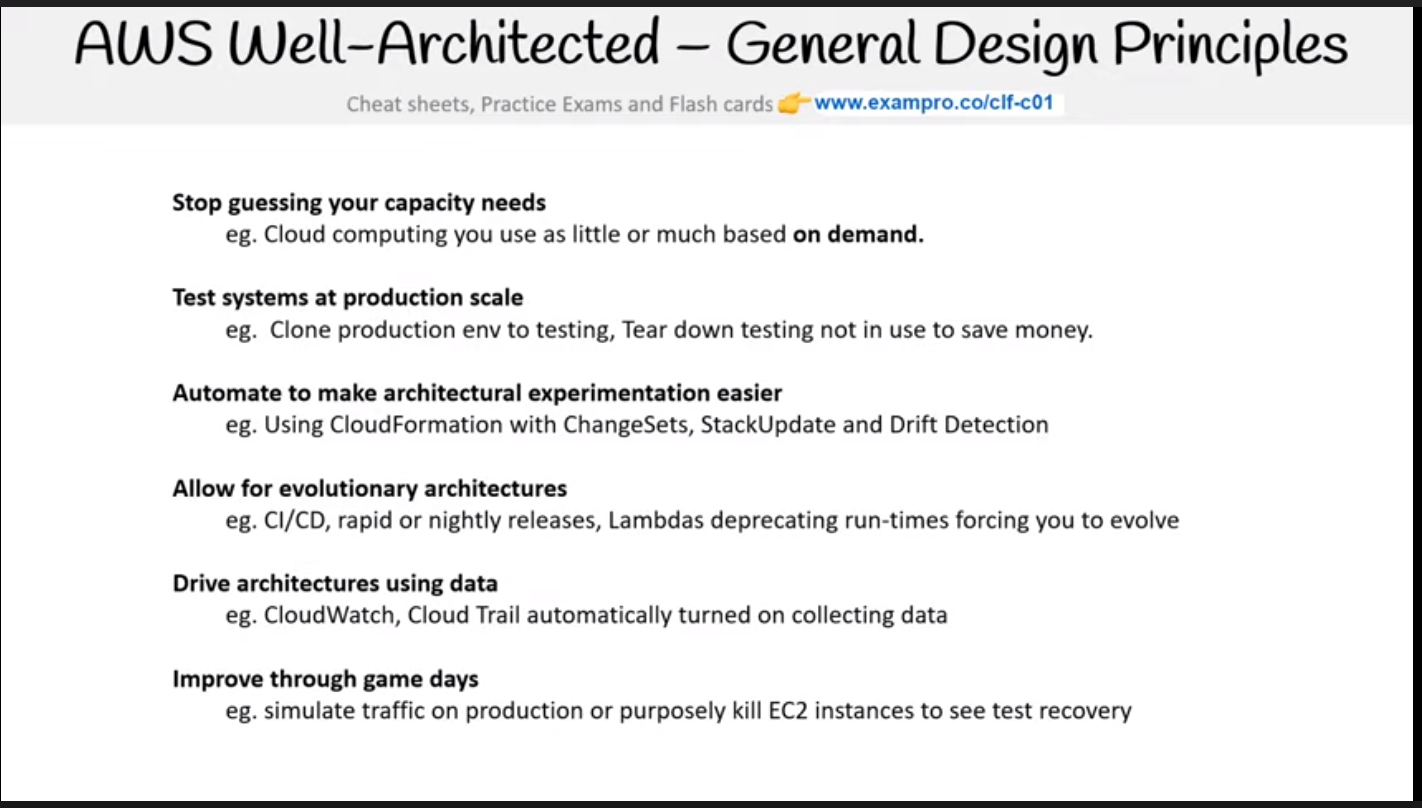 AWS Well-Architected – General Design Principles
Cheat sheets, Practice Exams and Flash cards 👉 www.exampro.co/clf-c01
Stop guessing your capacity needs
eg. Cloud computing you use as little or much based on demand.
Test systems at production scale
eg. Clone production env to testing, Tear down testing not in use to save money.
Automate to make architectural experimentation easier
eg. Using CloudFormation with ChangeSets, StackUpdate and Drift Detection
Allow for evolutionary architectures
eg. CI/CD, rapid or nightly releases, Lambdas deprecating run-times forcing you to evolve
Drive architectures using data
eg. CloudWatch, Cloud Trail automatically turned on collecting data
Improve through game days
eg. simulate traffic on production or purposely kill EC2 instances to see test recovery